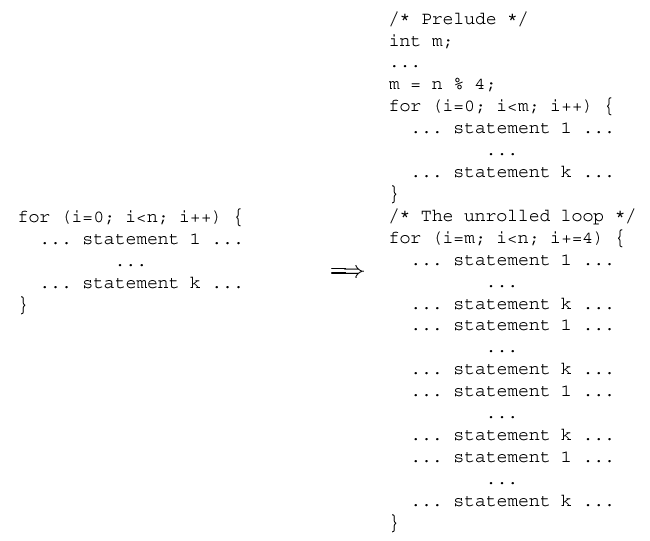 for (i=0; i<n; i++) {
... statement 1 ...
...
... statement k ...
}
⟹
/* Prelude */
int m;
...
m = n % 4;
for (i=0; i<m; i++) {
... statement 1 ...
...
... statement k ...
}
/* The unrolled loop */
for (i=m; i<n; i+=4) {
... statement 1 ...
...
... statement k ...
... statement 1 ...
...
... statement k ...
... statement 1 ...
...
... statement k ...
... statement 1 ...
...
... statement k ...
}